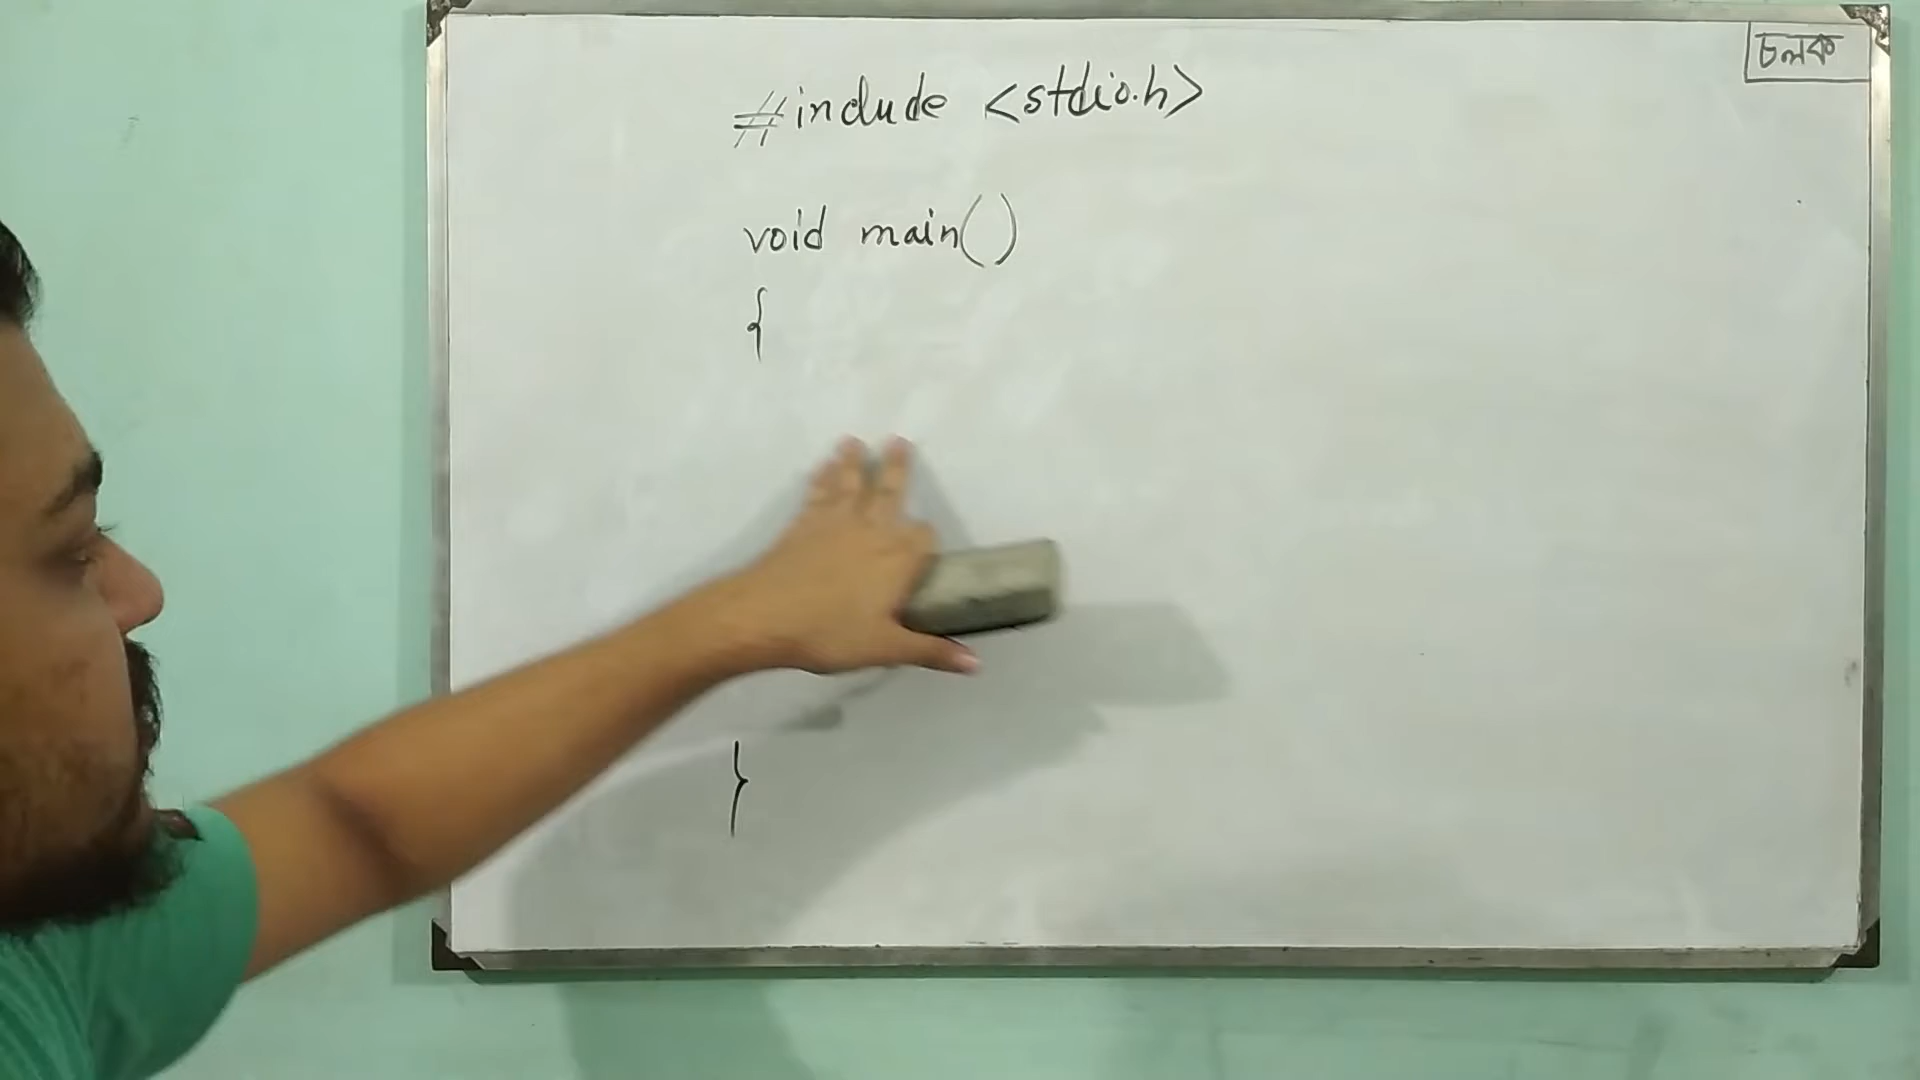 চলক
#include <stdio.h>
void main()
{
}